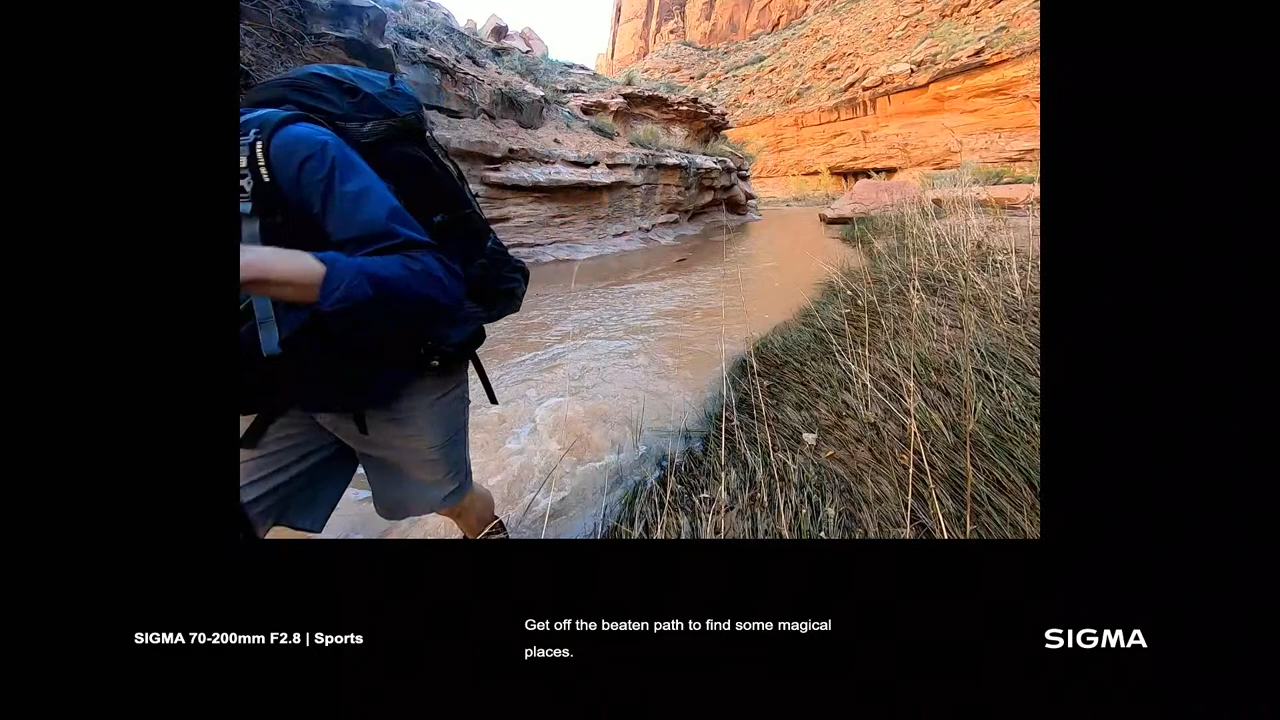 SIGMA 70-200mm F2.8 | Sports
Get off the beaten path to find some magical
places.
SIGMA